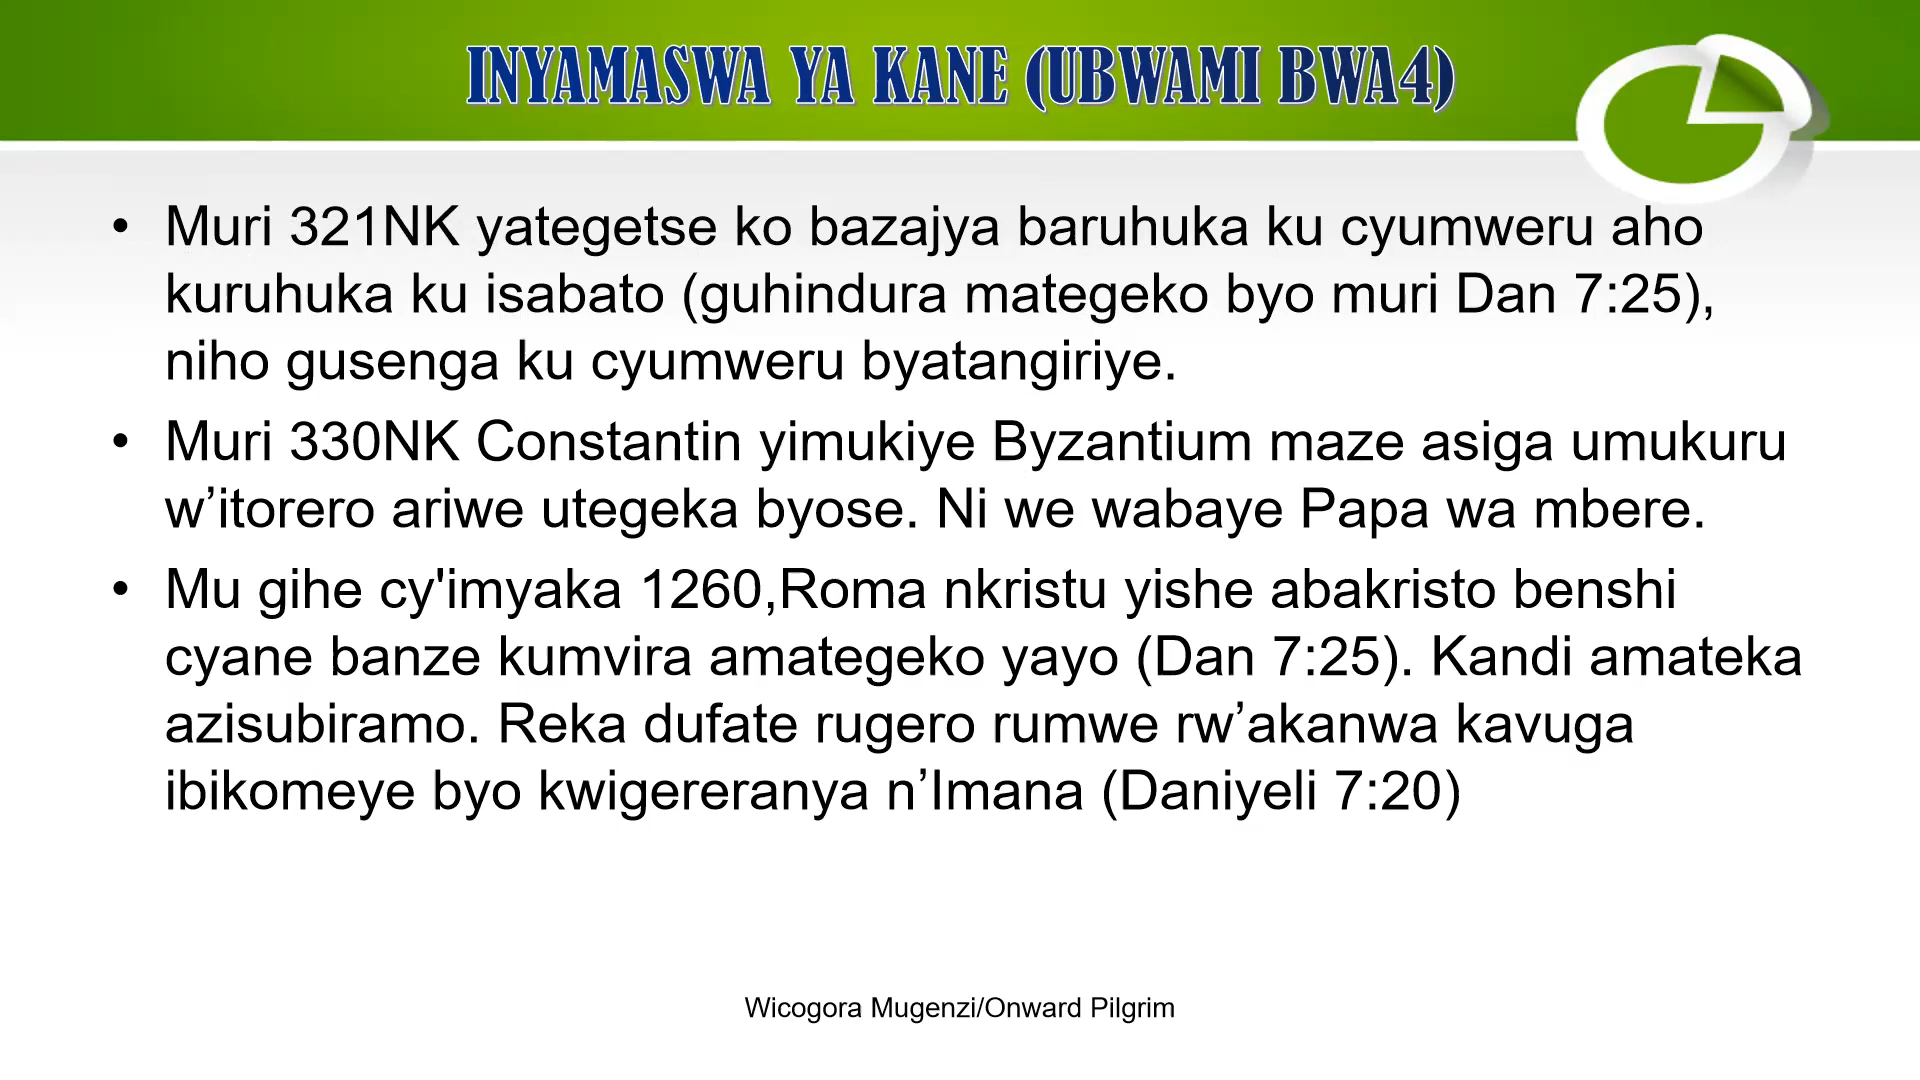 INYAMASWA YA KANE (UBWAMI BWA4)
• Muri 321NK yategetse ko bazajya baruhuka ku cyumweru aho
kuruhuka ku isabato (guhindura mategeko byo muri Dan 7:25),
niho gusenga ku cyumweru byatangiriye.
• Muri 330NK Constantin yimukiye Byzantium maze asiga umukuru
w’itorero ariwe utegeka byose. Ni we wabaye Papa wa mbere.
• Mu gihe cy'imyaka 1260,Roma nkristu yishe abakristo benshi
cyane banze kumvira amategeko yayo (Dan 7:25). Kandi amateka
azisubiramo. Reka dufate rugero rumwe rw’akanwa kavuga
ibikomeye byo kwigereranya n’Imana (Daniyeli 7:20)
Wicogora Mugenzi/Onward Pilgrim